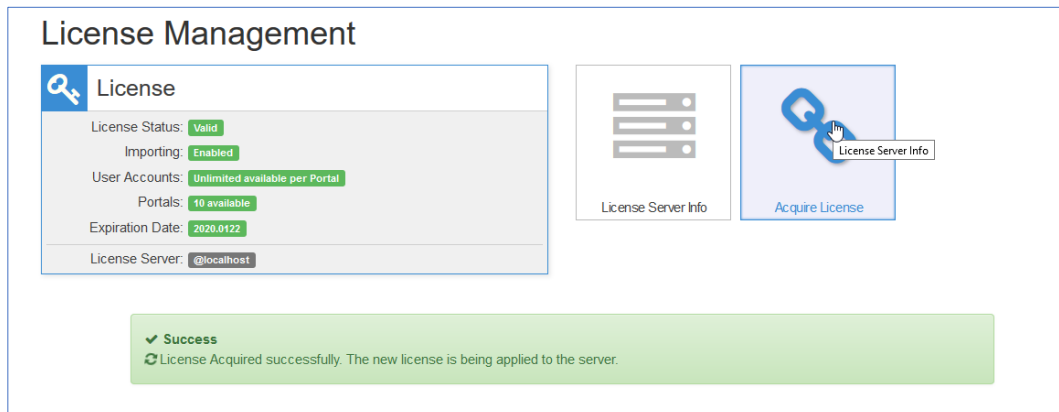 License Management
License
License Status: Valid
Importing: Enabled
User Accounts: Unlimited available per Portal
Portals: 10 available
Expiration Date: 2020.0122
License Server: @localhost
License Server Info
Acquire License
License Server Info
Success
License Acquired successfully. The new license is being applied to the server.